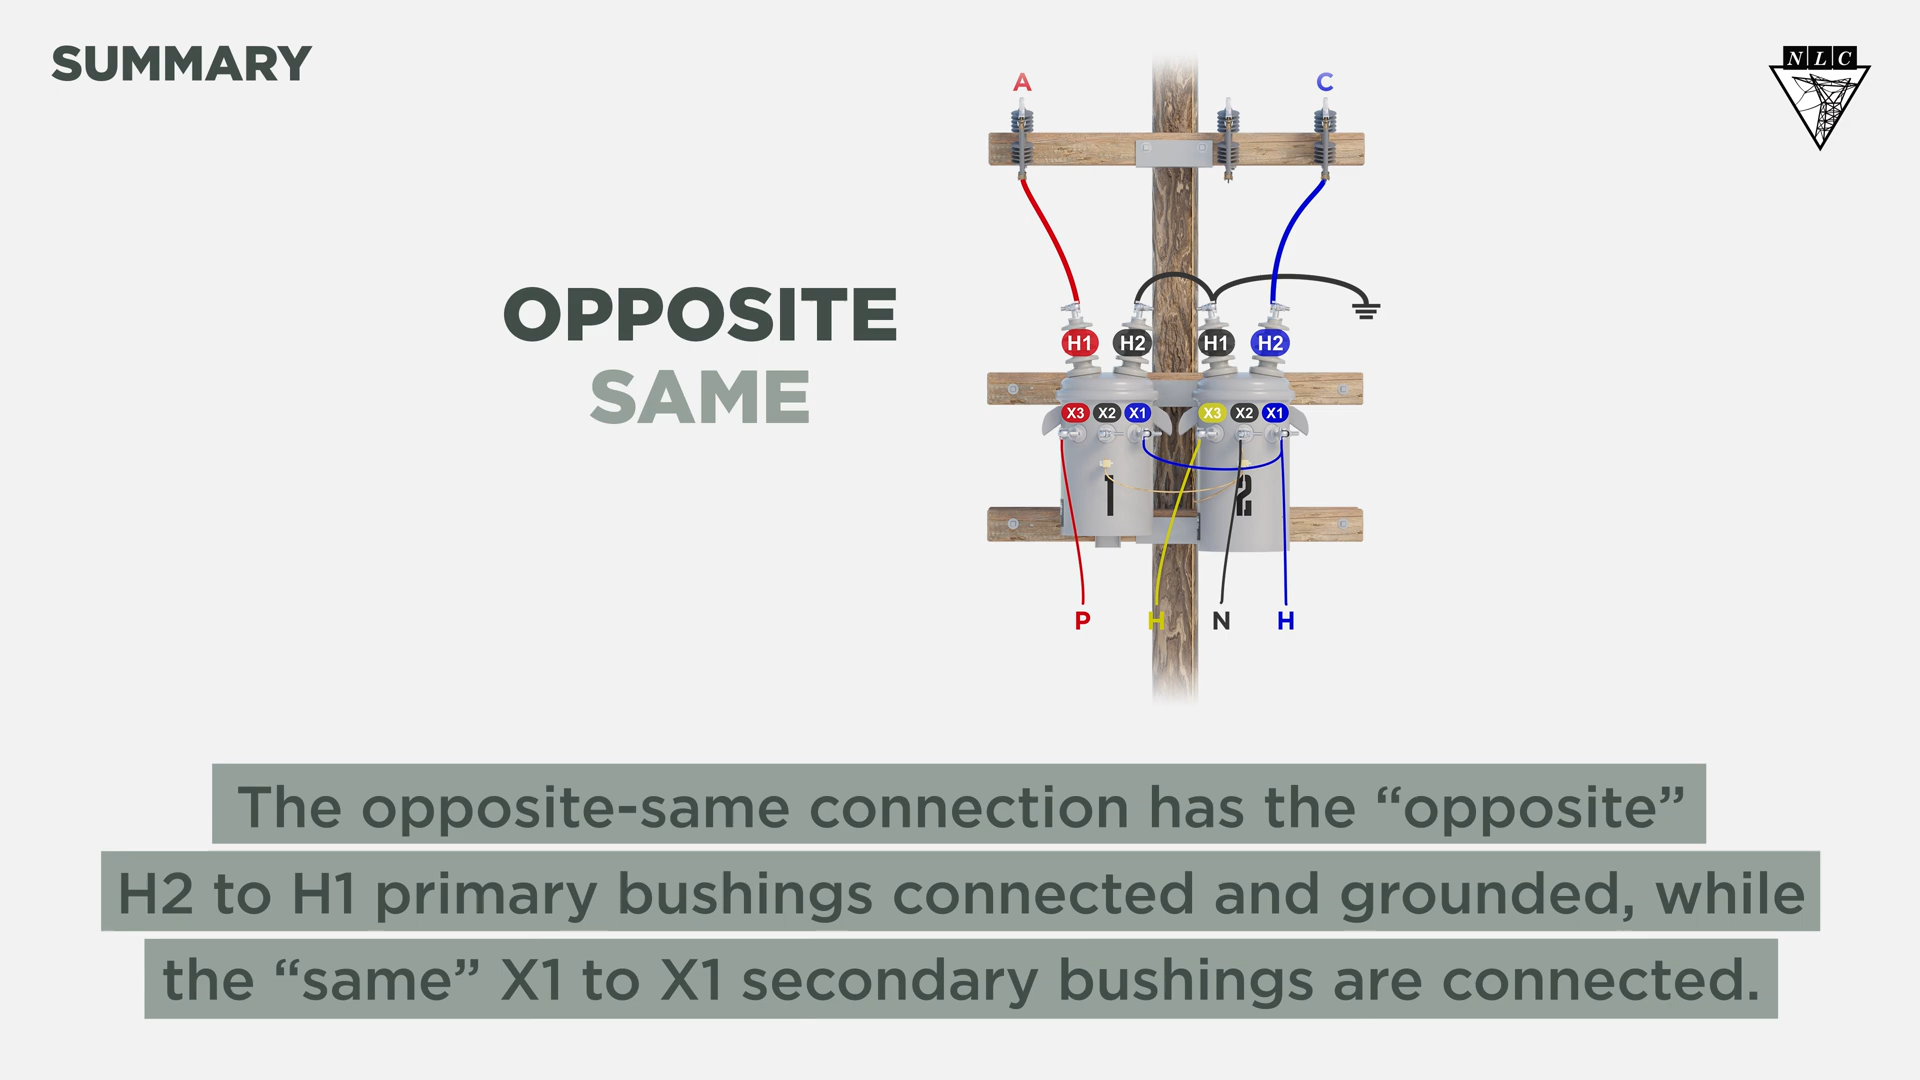 SUMMARY
NLC
A
C
OPPOSITE
SAME
H1 H2 H1 H2
X3 X2 X1 X3 X2 X1
1 2
P H N H
The opposite-same connection has the “opposite”
H2 to H1 primary bushings connected and grounded, while
the “same” X1 to X1 secondary bushings are connected.